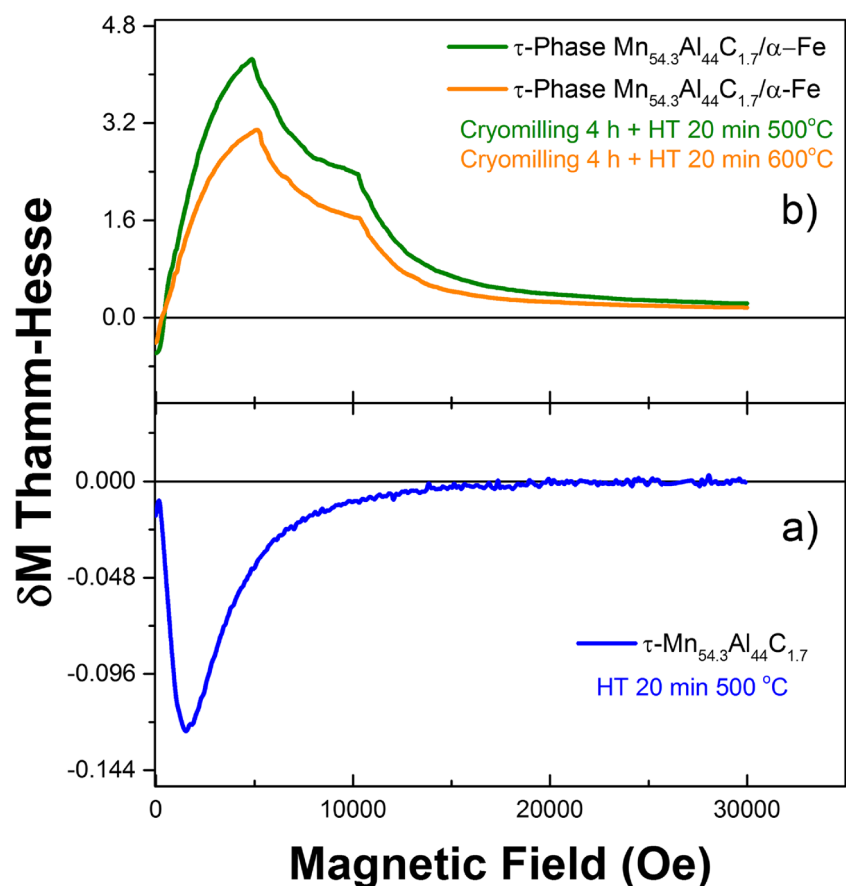 δM Thamm-Hesse
4.8
3.2
1.6
0.0
τ-Phase Mn54.3Al44C1.7/α–Fe
τ-Phase Mn54.3Al44C1.7/α-Fe
Cryomilling 4 h + HT 20 min 500°C
Cryomilling 4 h + HT 20 min 600°C
b)
0.000
-0.048
-0.096
-0.144
a)
τ-Mn54.3Al44C1.7
HT 20 min 500 °C
0 10000 20000 30000
Magnetic Field (Oe)